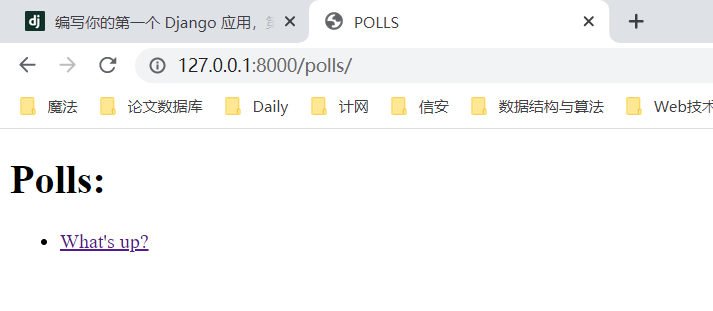 dj 编写你的第一个 Django 应用，
POLLS
127.0.0.1:8000/polls/
魔法 论文数据库 Daily 计网 信安 数据结构与算法 Web技术
Polls:
What's up?